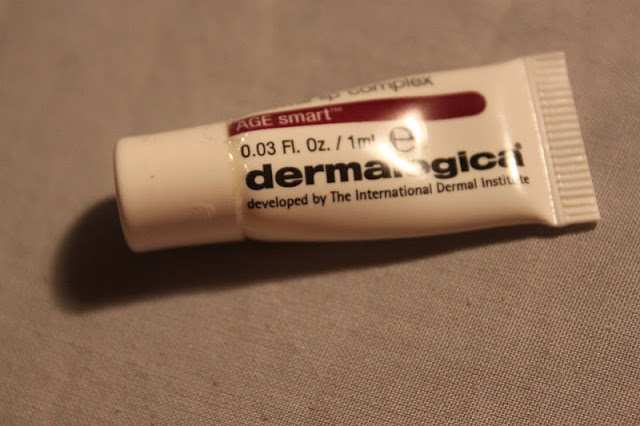 complex
AGE smart™
0.03 Fl. Oz. / 1ml e
dermalogica
developed by The International Dermal Institute